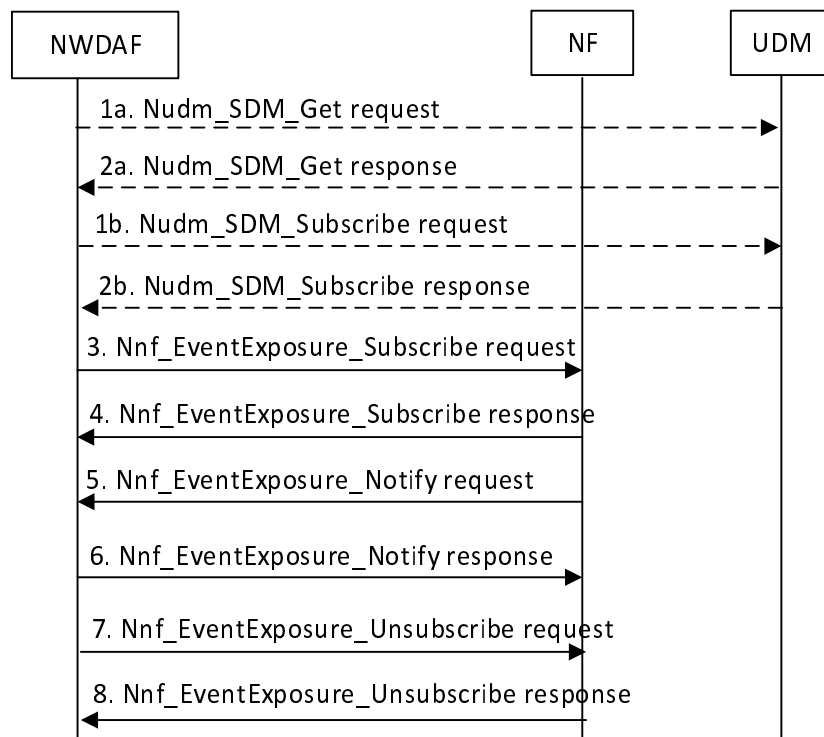 NWDAF NF UDM
1a. Nudm_SDM_Get request
2a. Nudm_SDM_Get response
1b. Nudm_SDM_Subscribe request
2b. Nudm_SDM_Subscribe response
3. Nnf_EventExposure_Subscribe request
4. Nnf_EventExposure_Subscribe response
5. Nnf_EventExposure_Notify request
6. Nnf_EventExposure_Notify response
7. Nnf_EventExposure_Unsubscribe request
8. Nnf_EventExposure_Unsubscribe response